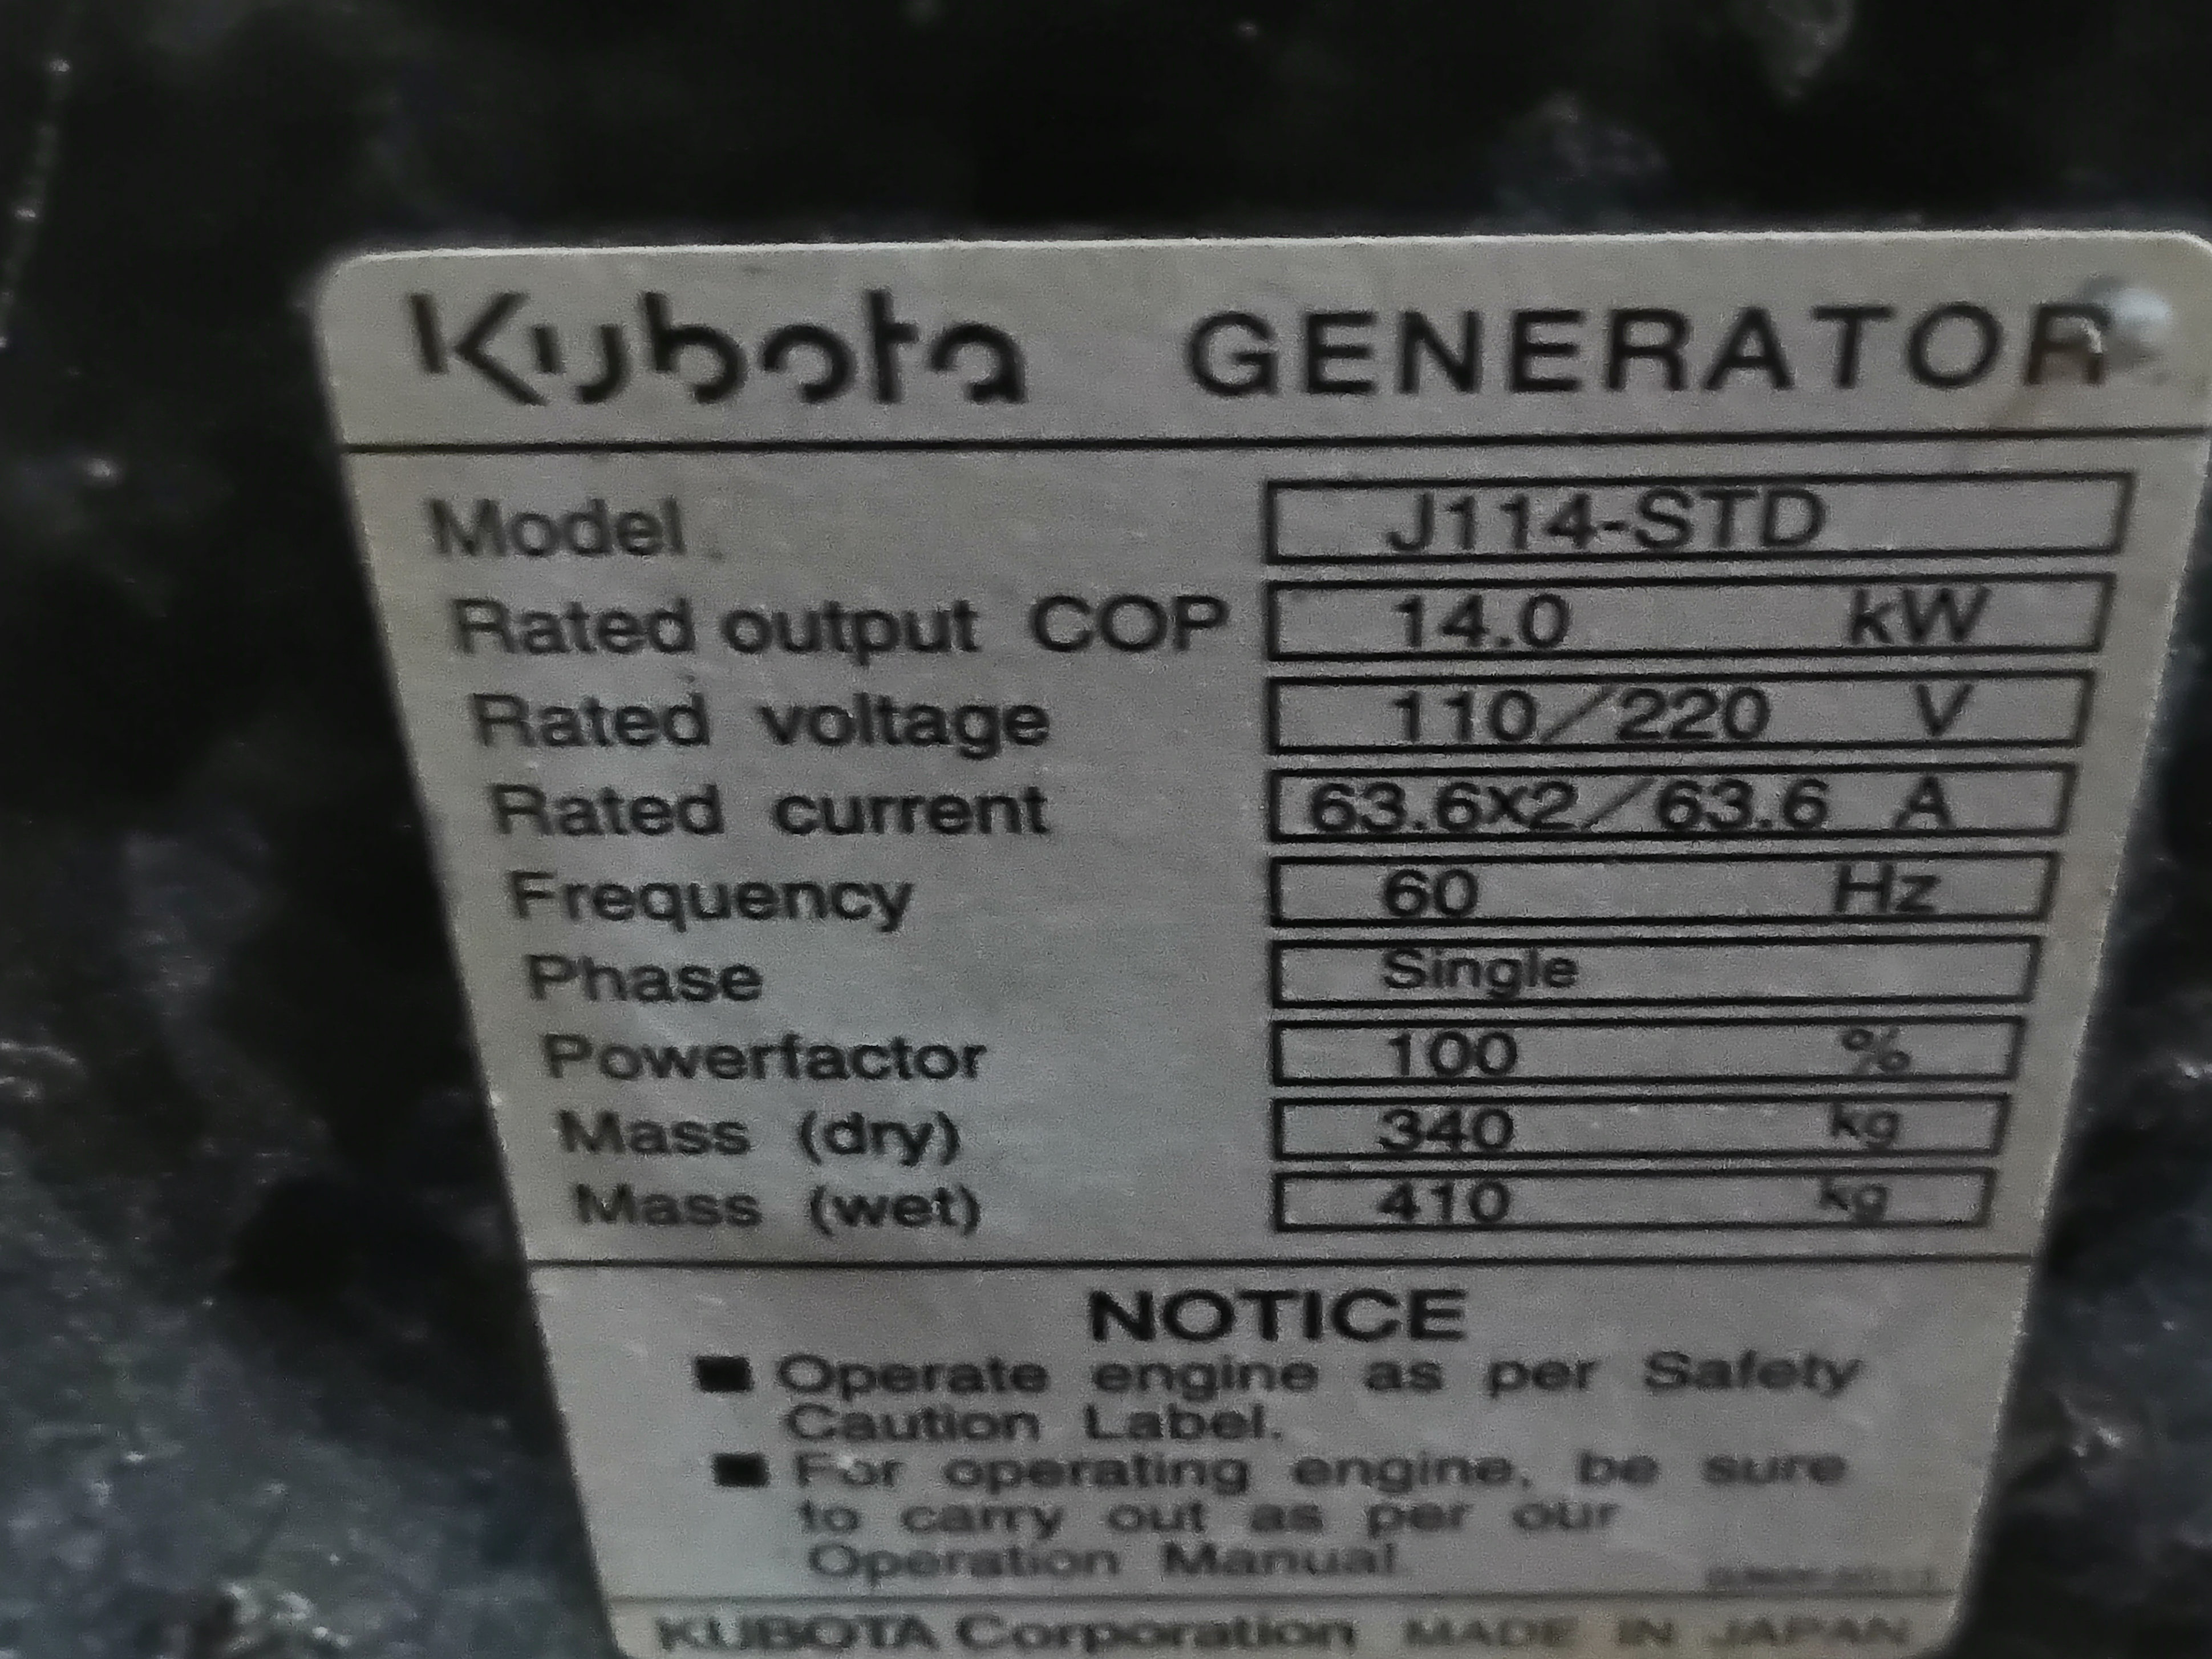 Kubota GENERATOR
Model J114-STD
Rated output COP 14.0 kW
Rated voltage 110/220 V
Rated current 63.6x2/63.6 A
Frequency 60 Hz
Phase Single
Powerfactor 100 %
Mass (dry) 340 kg
Mass (wet) 410 kg
NOTICE
■ Operate engine as per Safety
Caution Label.
■ For operating engine, be sure
to carry out as per our
Operation Manual
KUBOTA Corporation MADE IN JAPAN